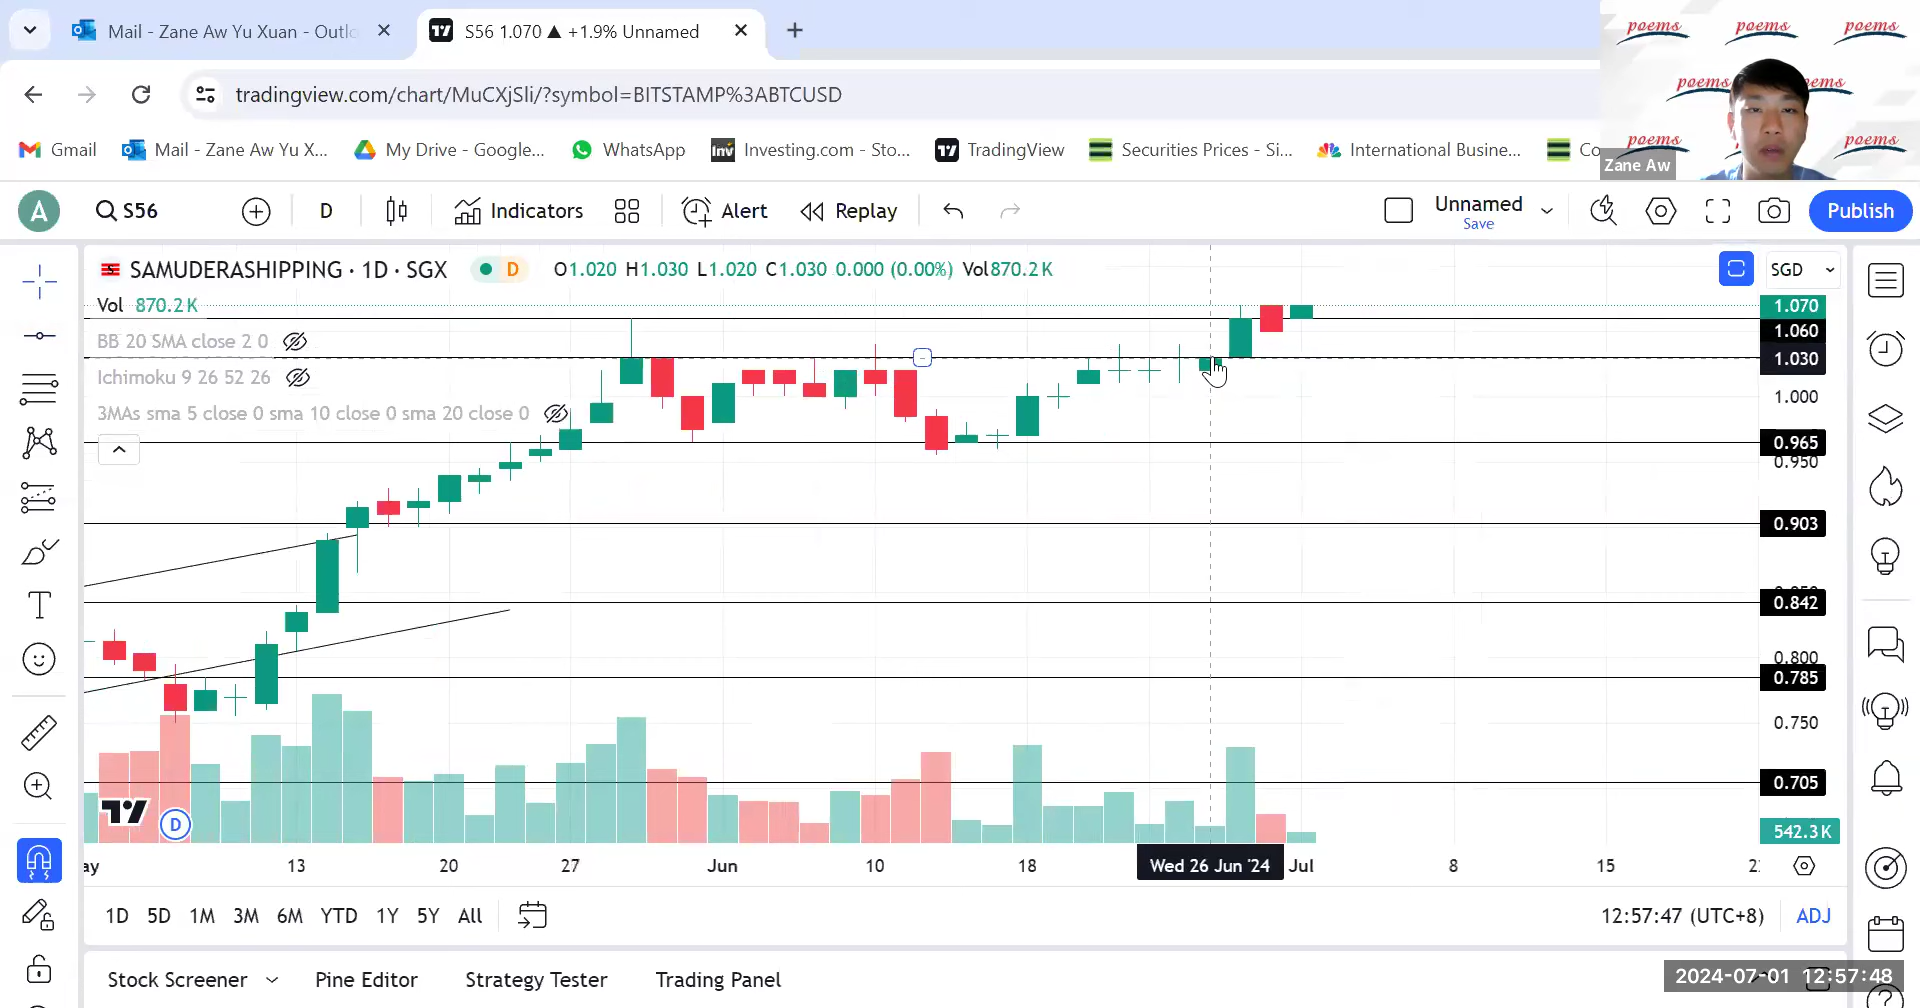 Mail - Zane Aw Yu Xuan - Outlo
S56 1.070 ▲ +1.9% Unnamed
tradingview.com/chart/MuCXjSli/?symbol=BITSTAMP%3ABTCUSD
Gmail
Mail - Zane Aw Yu X...
My Drive - Google...
WhatsApp
Investing.com - Sto...
TradingView
Securities Prices - Si...
International Busine...
Co
poems poems poems
poems poems
poems poems
Zane Aw
A
S56
D
Indicators
Alert
Replay
Unnamed
Save
Publish
SAMUDERASHIPPING · 1D · SGX
D
O1.020 H1.030 L1.020 C1.030 0.000 (0.00%) Vol870.2K
SGD
Vol 870.2K
BB 20 SMA close 2 0
Ichimoku 9 26 52 26
3MAs sma 5 close 0 sma 10 close 0 sma 20 close 0
1.070
1.060
1.030
1.000
0.965
0.950
0.903
0.842
0.800
0.785
0.750
0.705
542.3K
D
ay
13
20
27
Jun
10
18
Wed 26 Jun '24
Jul
8
15
2
1D 5D 1M 3M 6M YTD 1Y 5Y All
12:57:47 (UTC+8)
ADJ
Stock Screener
Pine Editor
Strategy Tester
Trading Panel
2024-07-01 12:57:48